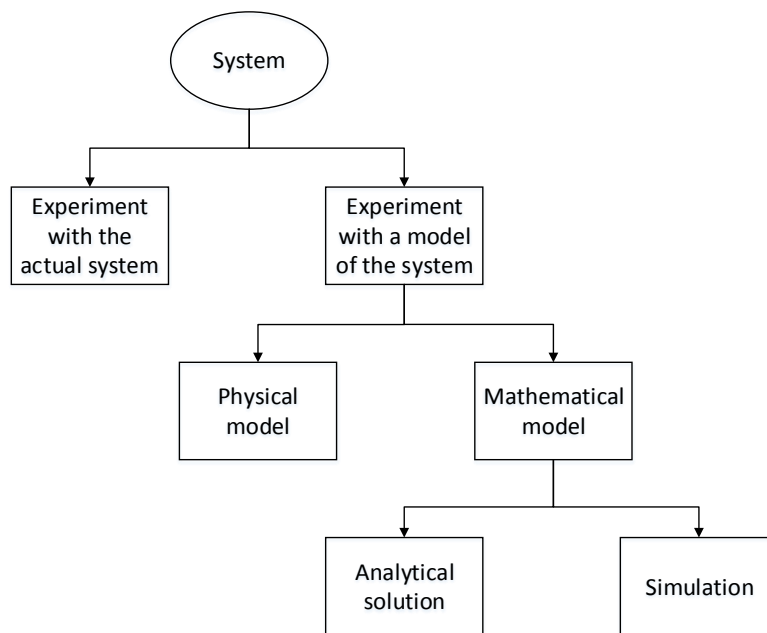 System
Experiment
with the
actual system
Experiment
with a model
of the system
Physical
model
Mathematical
model
Analytical
solution
Simulation